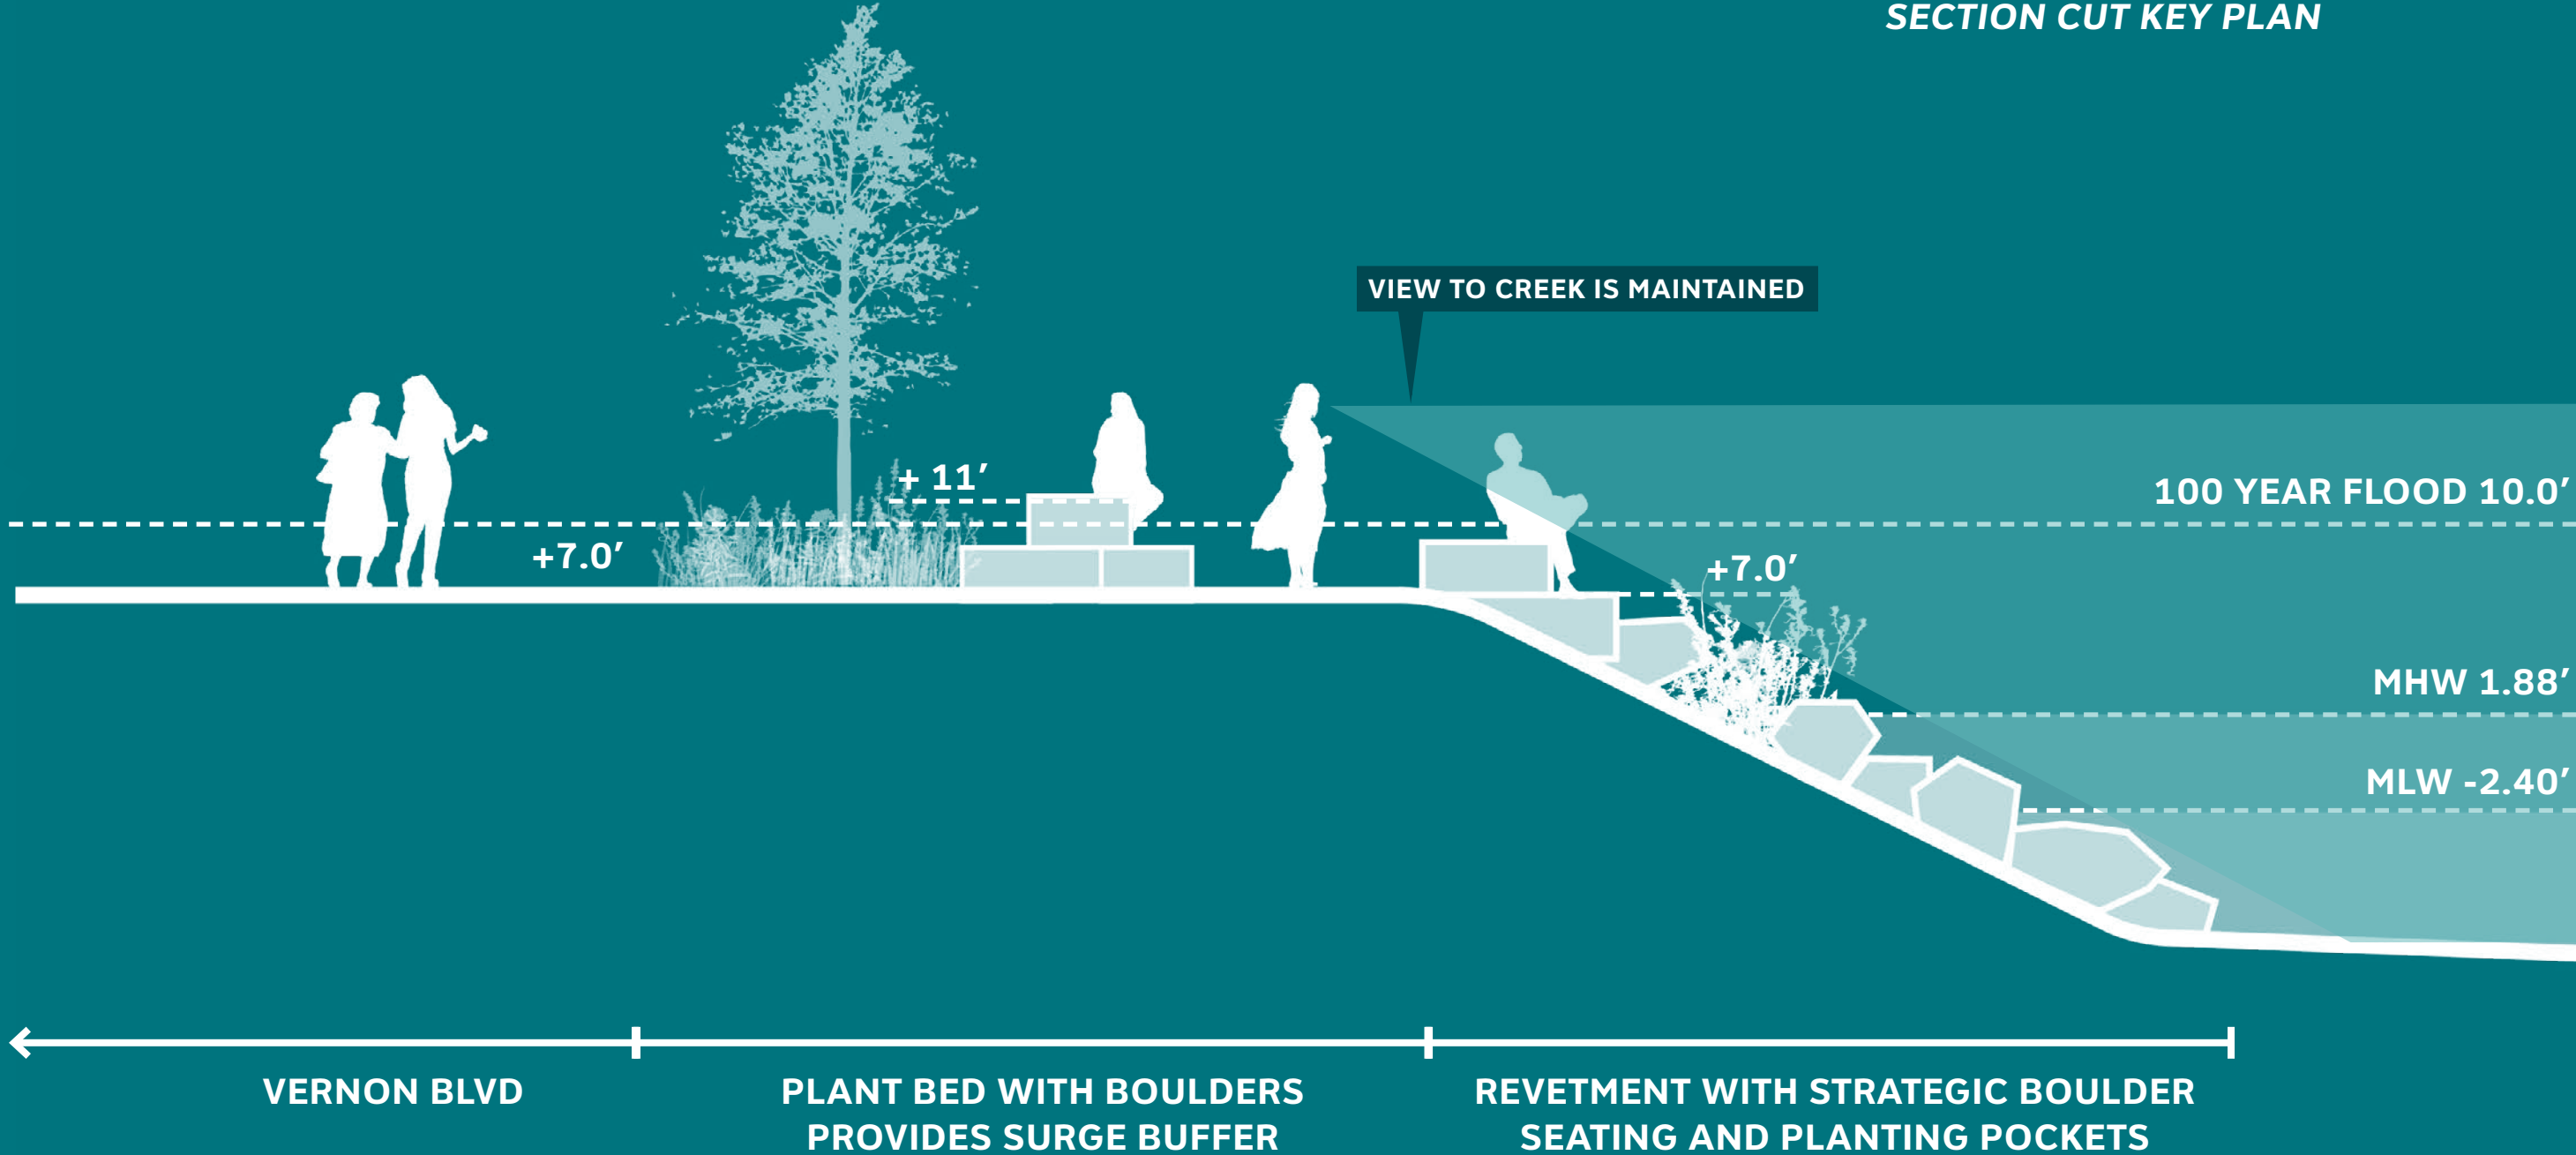 SECTION CUT KEY PLAN
VIEW TO CREEK IS MAINTAINED
+ 11’
100 YEAR FLOOD 10.0’
+7.0’
+7.0’
MHW 1.88’
MLW -2.40’
VERNON BLVD
PLANT BED WITH BOULDERS
PROVIDES SURGE BUFFER
REVETMENT WITH STRATEGIC BOULDER
SEATING AND PLANTING POCKETS